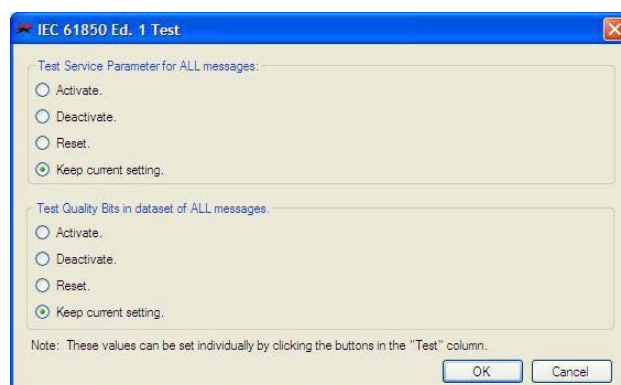 IEC 61850 Ed. 1 Test
Test Service Parameter for ALL messages:
Activate.
Deactivate.
Reset.
Keep current setting.
Test Quality Bits in dataset of ALL messages.
Activate.
Deactivate.
Reset.
Keep current setting.
Note: These values can be set individually by clicking the buttons in the "Test" column.
OK Cancel